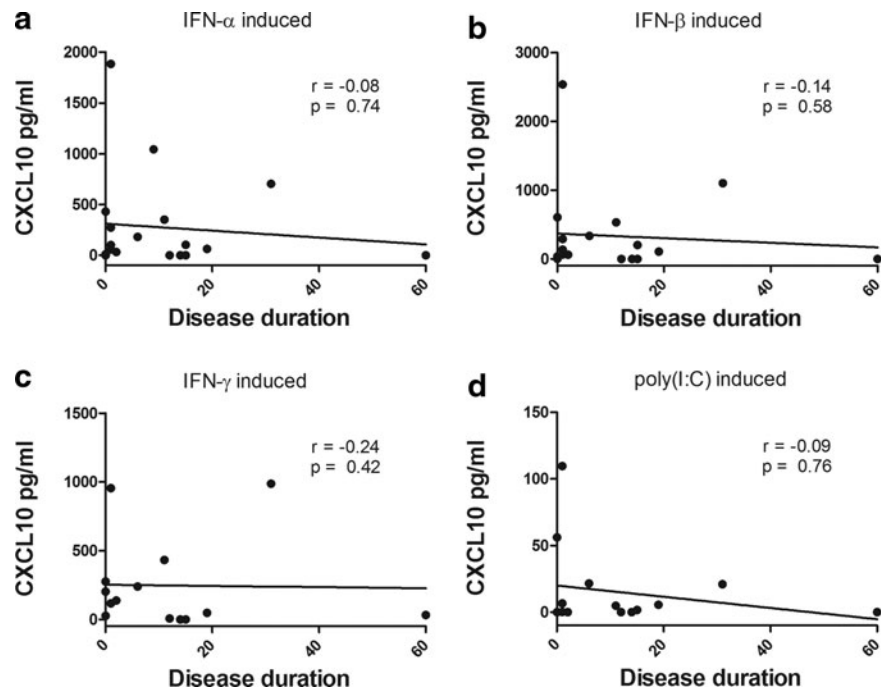 a
IFN-α induced
CXCL10 pg/ml
2000
1500
1000
500
0
r = -0.08
p = 0.74
0
20
40
60
Disease duration
b
IFN-β induced
CXCL10 pg/ml
3000
2000
1000
0
r = -0.14
p = 0.58
0
20
40
60
Disease duration
c
IFN-γ induced
CXCL10 pg/ml
1500
1000
500
0
r = -0.24
p = 0.42
0
20
40
60
Disease duration
d
poly(I:C) induced
CXCL10 pg/ml
150
100
50
0
r = -0.09
p = 0.76
0
20
40
60
Disease duration